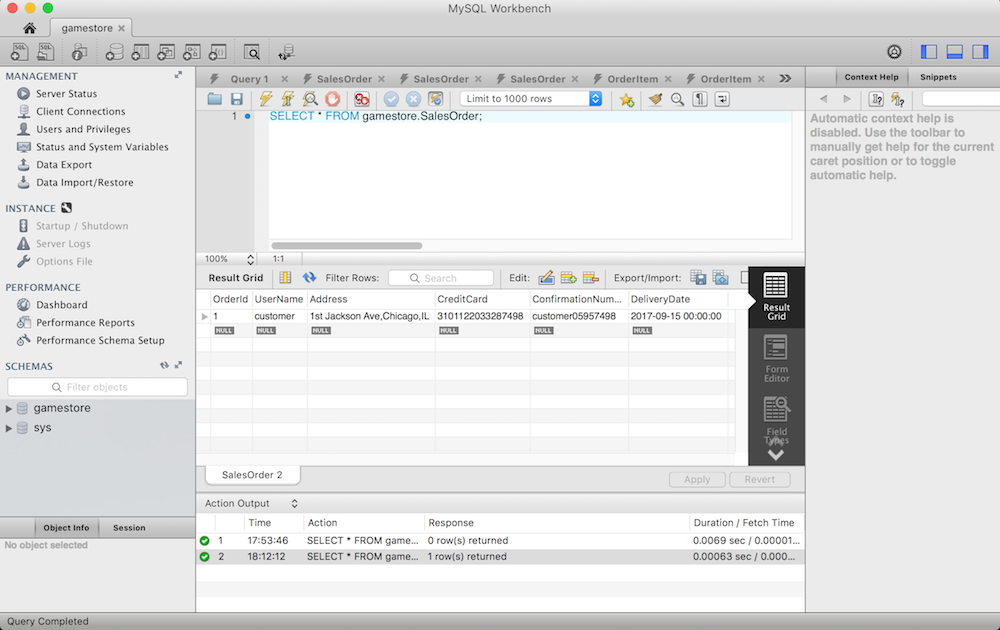 MySQL Workbench
gamestore
Query 1 SalesOrder SalesOrder SalesOrder OrderItem OrderItem
Limit to 1000 rows
1 SELECT * FROM gamestore.SalesOrder;
100% 1:1
MANAGEMENT
Server Status
Client Connections
Users and Privileges
Status and System Variables
Data Export
Data Import/Restore
INSTANCE
Startup / Shutdown
Server Logs
Options File
PERFORMANCE
Dashboard
Performance Reports
Performance Schema Setup
SCHEMAS
Filter objects
gamestore
sys
Object Info Session
No object selected
Result Grid Filter Rows: Search Edit: Export/Import:
OrderId UserName Address CreditCard ConfirmationNum... DeliveryDate
1 customer 1st Jackson Ave,Chicago,IL 3101122033287498 customer05957498 2017-09-15 00:00:00
NULL NULL NULL NULL NULL NULL
Result
Grid
Form
Editor
Field
Types
SalesOrder 2 Apply Revert
Action Output
Time Action Response Duration / Fetch Time
1 17:53:46 SELECT * FROM game... 0 row(s) returned 0.0069 sec / 0.00001...
2 18:12:12 SELECT * FROM game... 1 row(s) returned 0.00063 sec / 0.000...
Context Help Snippets
Automatic context help is
disabled. Use the toolbar to
manually get help for the current
caret position or to toggle
automatic help.
Query Completed